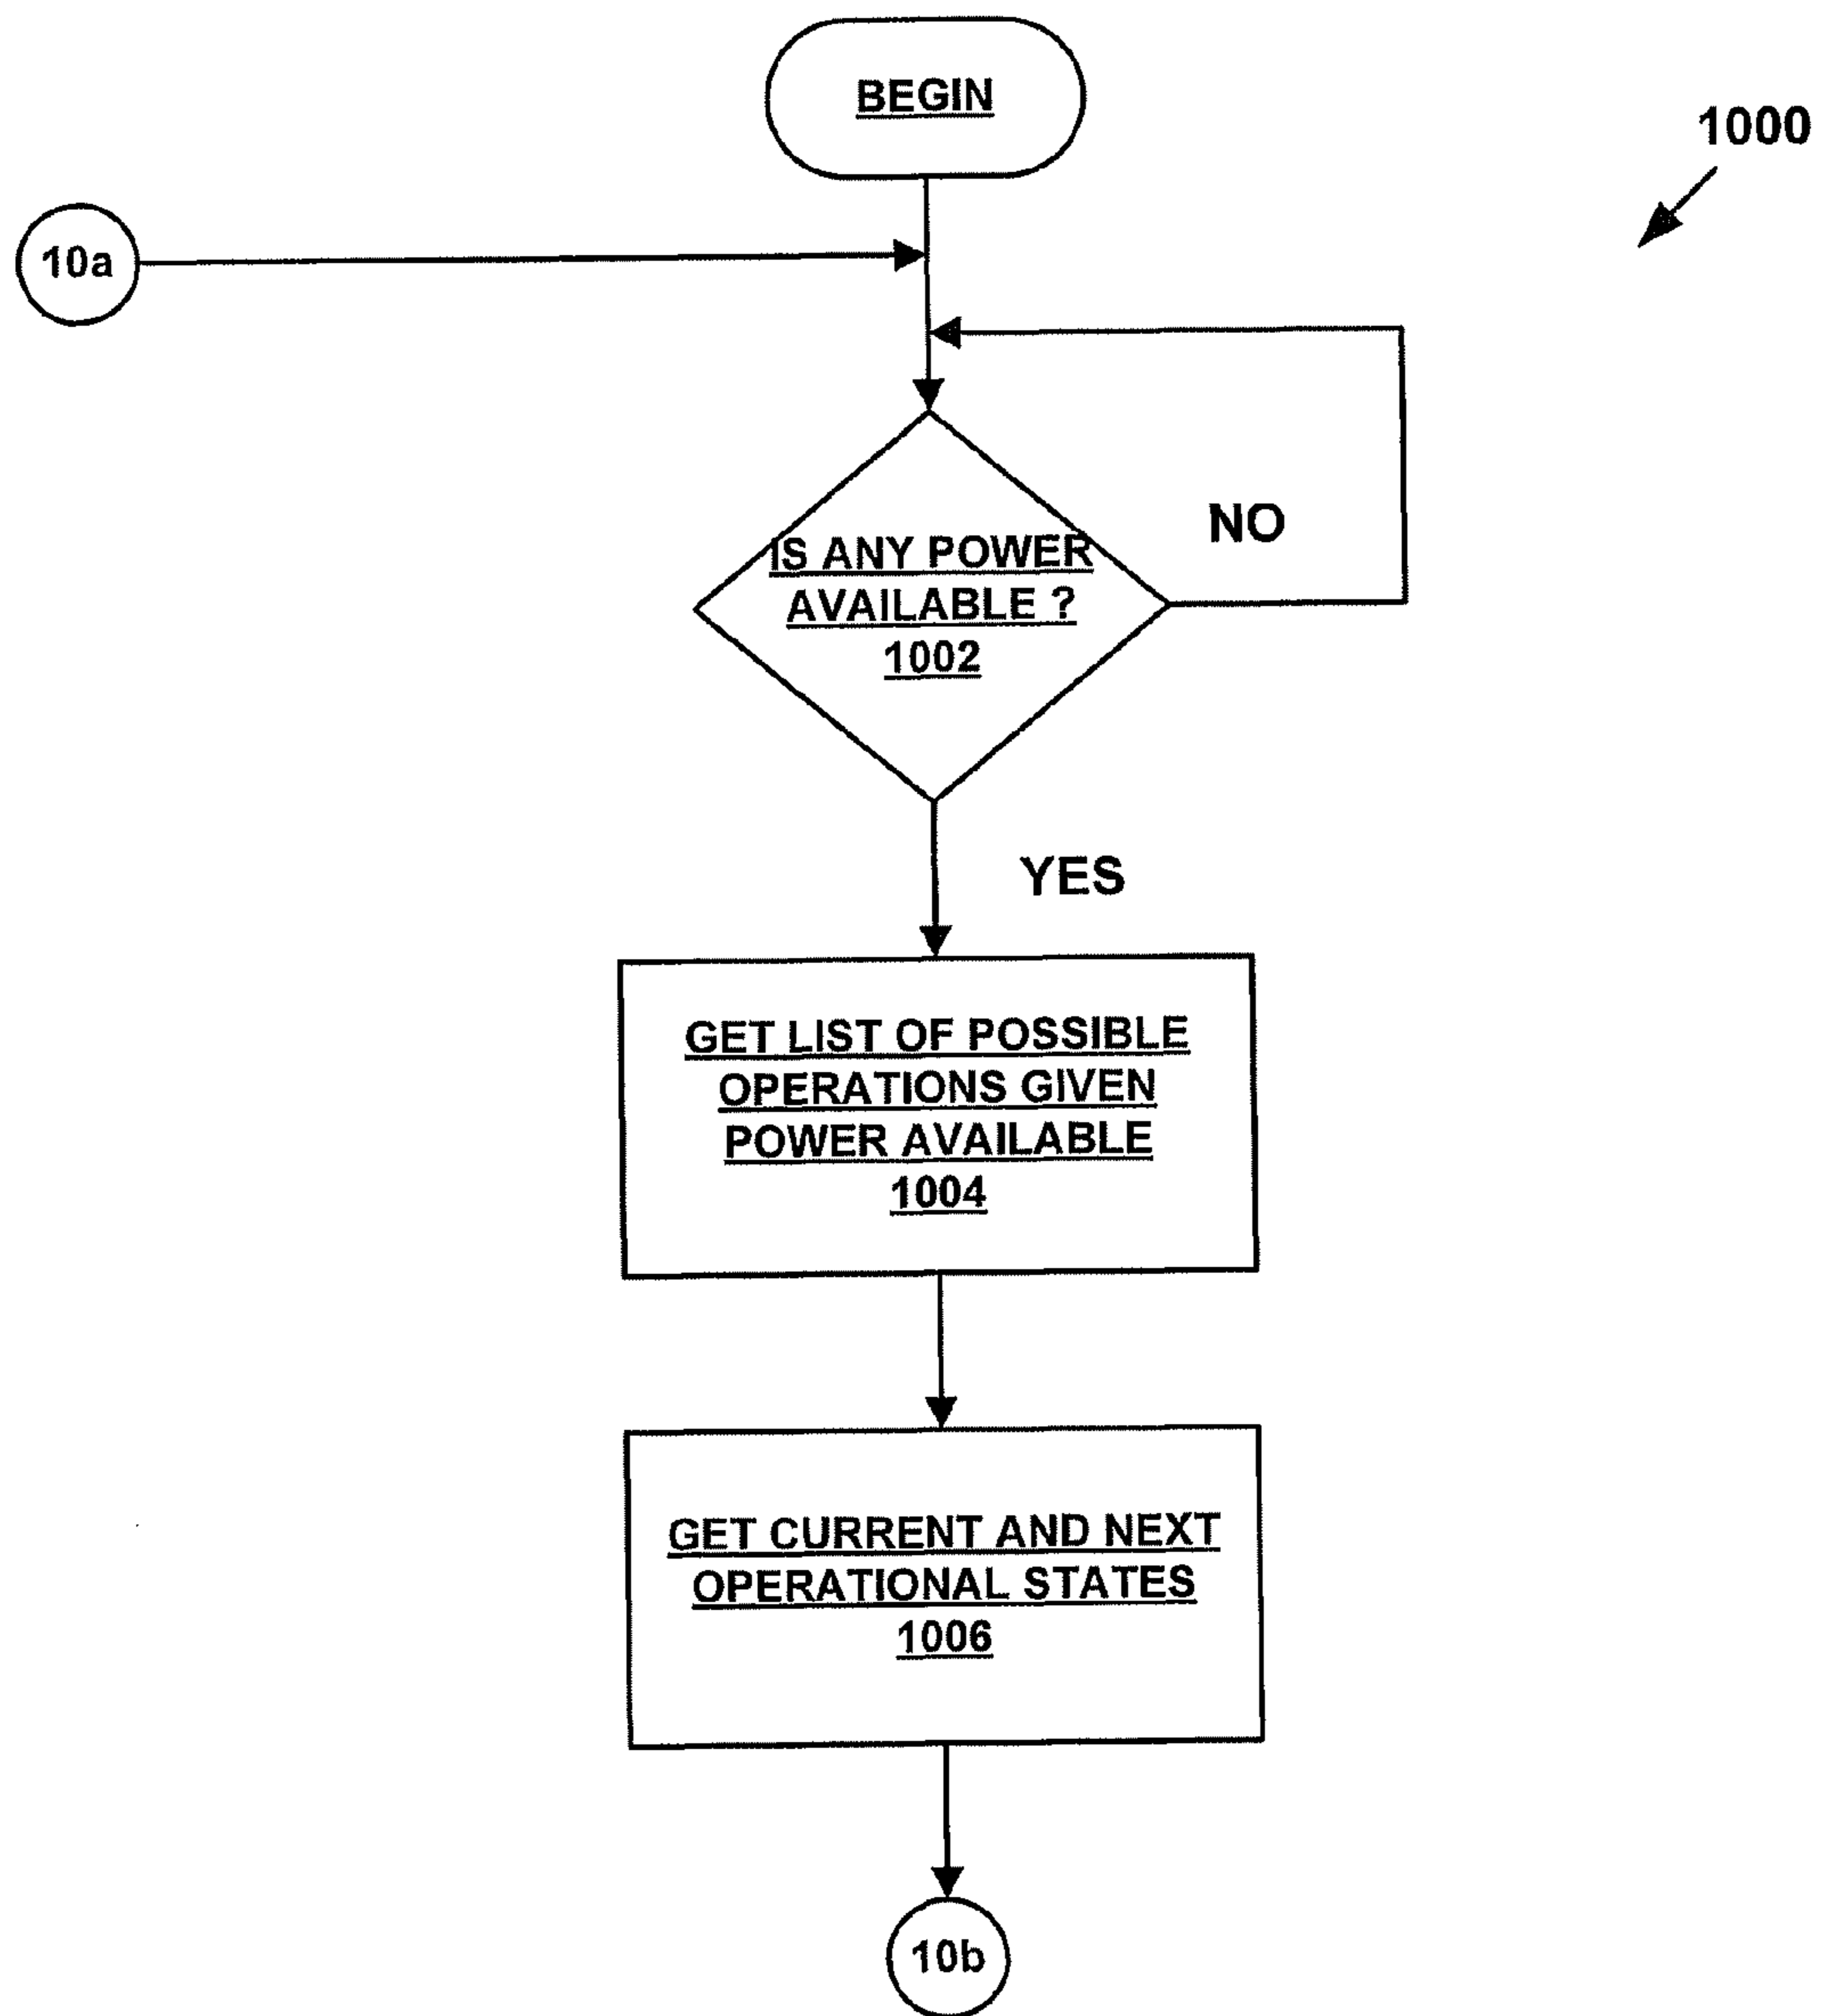 BEGIN
1000
10a
NO
IS ANY POWER
AVAILABLE ?
1002
YES
GET LIST OF POSSIBLE
OPERATIONS GIVEN
POWER AVAILABLE
1004
GET CURRENT AND NEXT
OPERATIONAL STATES
1006
10b